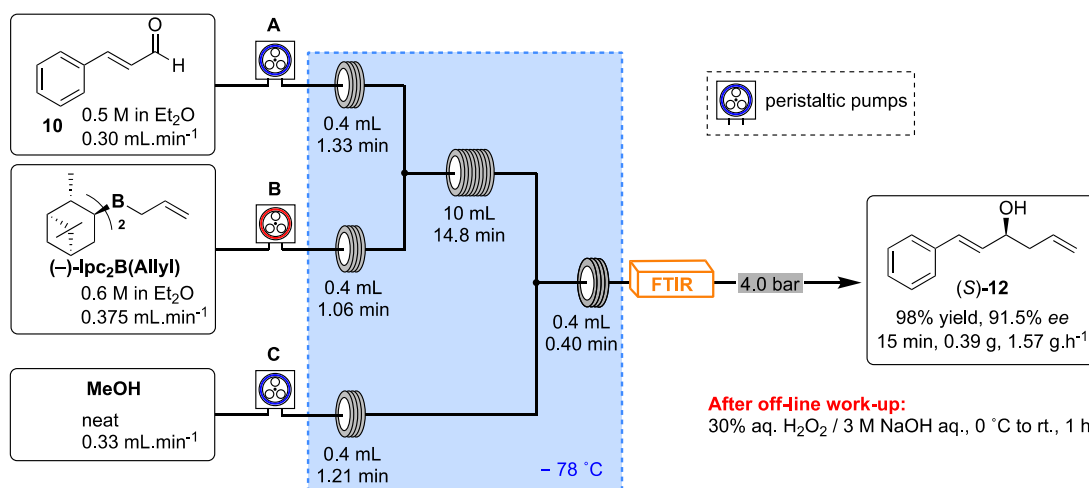 A
O
H
10
0.5 M in Et₂O
0.30 mL.min⁻¹
0.4 mL
1.33 min
peristaltic pumps
B
2
B
(–)-Ipc₂B(Allyl)
0.6 M in Et₂O
0.375 mL.min⁻¹
0.4 mL
1.06 min
10 mL
14.8 min
FTIR
4.0 bar
0.4 mL
0.40 min
OH
(S)-12
98% yield, 91.5% ee
15 min, 0.39 g, 1.57 g.h⁻¹
C
MeOH
neat
0.33 mL.min⁻¹
0.4 mL
1.21 min
– 78 ˚C
After off-line work-up:
30% aq. H₂O₂ / 3 M NaOH aq., 0 ˚C to rt., 1 h